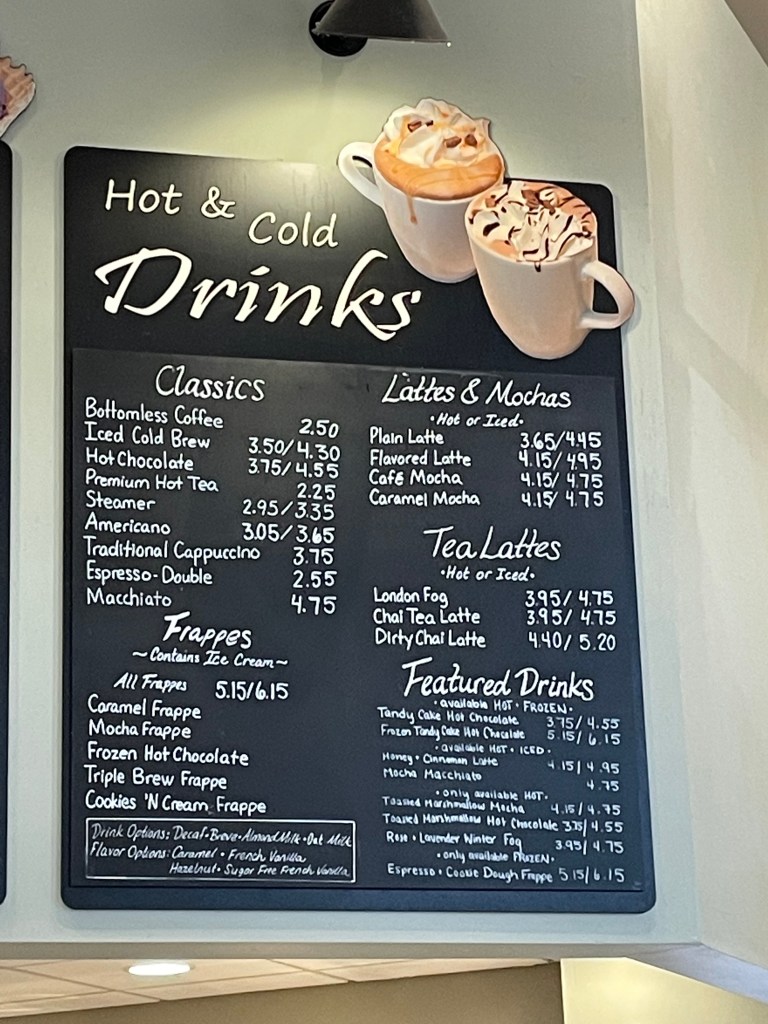 Hot & Cold
Drinks
Classics
Bottomless Coffee 2.50
Iced Cold Brew 3.50/4.30
Hot Chocolate 3.75/4.55
Premium Hot Tea 2.25
Steamer 2.95/3.35
Americano 3.05/3.65
Traditional Cappuccino 3.75
Espresso-Double 2.55
Macchiato 4.75
Frappes
~Contains Ice Cream~
All Frappes 5.15/6.15
Caramel Frappe
Mocha Frappe
Frozen Hot Chocolate
Triple Brew Frappe
Cookies 'N Cream Frappe
Drink Options: Decaf•Breve•Almond Milk•Oat Milk
Flavor Options: Caramel • French Vanilla
Hazelnut • Sugar Free French Vanilla
Lattes & Mochas
•Hot or Iced•
Plain Latte 3.65/4.45
Flavored Latte 4.15/4.95
Café Mocha 4.15/4.75
Caramel Mocha 4.15/4.75
Tea Lattes
•Hot or Iced•
London Fog 3.95/4.75
Chai Tea Latte 3.95/4.75
Dirty Chai Latte 4.40/5.20
Featured Drinks
•available HOT•FROZEN•
Tandy Cake Hot Chocolate 3.75/4.55
Frozen Tandy Cake Hot Chocolate 5.15/6.15
•available HOT•ICED•
Honey•Cinnamon Latte 4.15/4.95
Mocha Macchiato 4.75
•only available HOT•
Toasted Marshmallow Mocha 4.15/4.75
Toasted Marshmallow Hot Chocolate 3.75/4.55
Rose•Lavender Winter Fog 3.95/4.75
•only available FROZEN•
Espresso•Cookie Dough Frappe 5.15/6.15